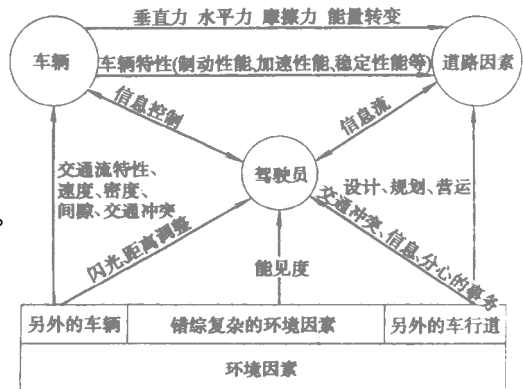 垂直力 水平力 摩擦力 能量转变
车辆
车辆特性(制动性能、加速性能、稳定性能等)
道路因素
信息控制
信息流
驾驶员
交通流特性、
速度、密度、
间隙、交通冲突
设计、规划、营运
闪光、距离调整
能见度
交通冲突、信息、分心的事务
。
另外的车辆
错综复杂的环境因素
另外的车行道
环境因素